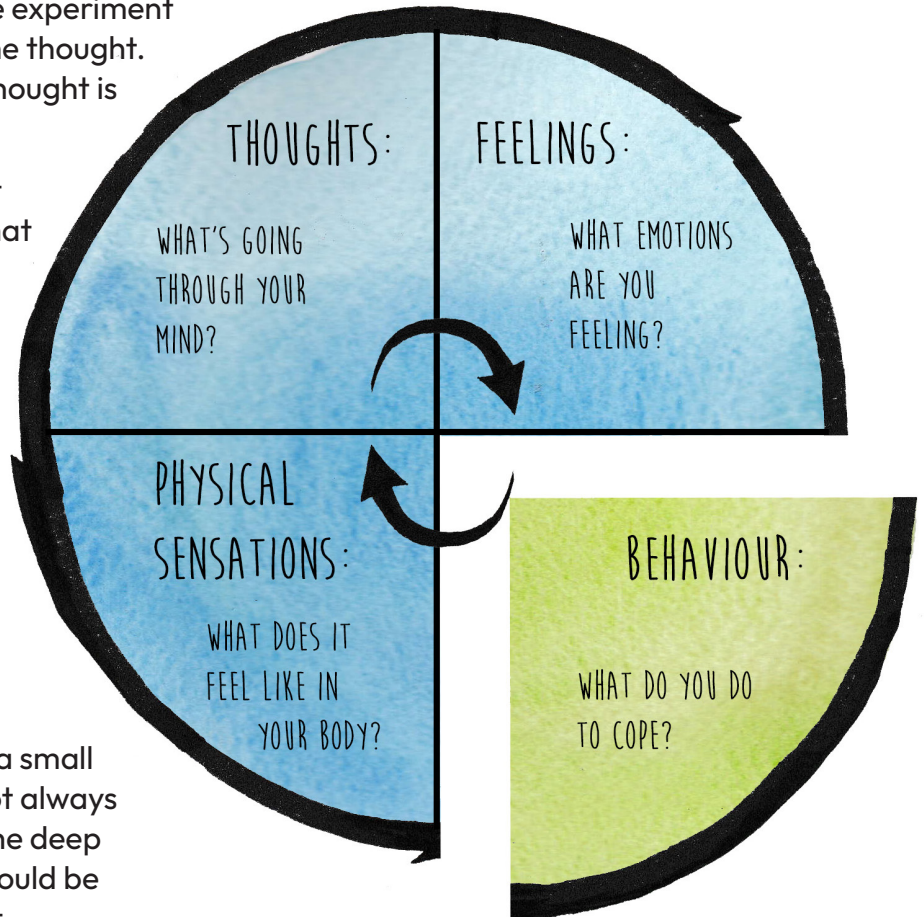 e experiment
ne thought.
hought is
at
THOUGHTS:
WHAT'S GOING
THROUGH YOUR
MIND?
FEELINGS:
WHAT EMOTIONS
ARE YOU
FEELING?
PHYSICAL
SENSATIONS:
WHAT DOES IT
FEEL LIKE IN
YOUR BODY?
BEHAVIOUR:
WHAT DO YOU DO
TO COPE?
a small
ot always
he deep
ould be